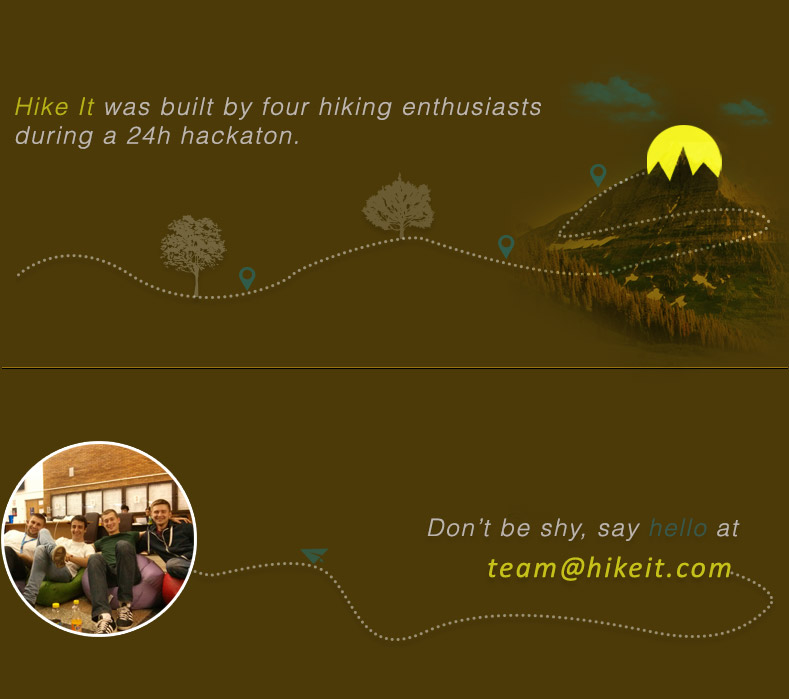 Hike It was built by four hiking enthusiasts
during a 24h hackaton.
Don't be shy, say hello at
team@hikeit.com